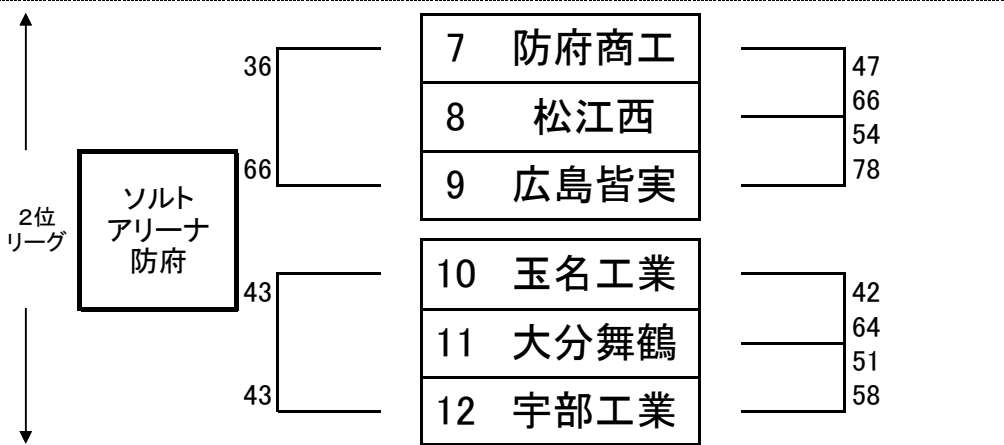 36
7 防府商工
47
8 松江西
66
54
66
9 広島皆実
78
2位
リーグ
ソルト
アリーナ
防府
43
10 玉名工業
42
11 大分舞鶴
64
51
43
12 宇部工業
58